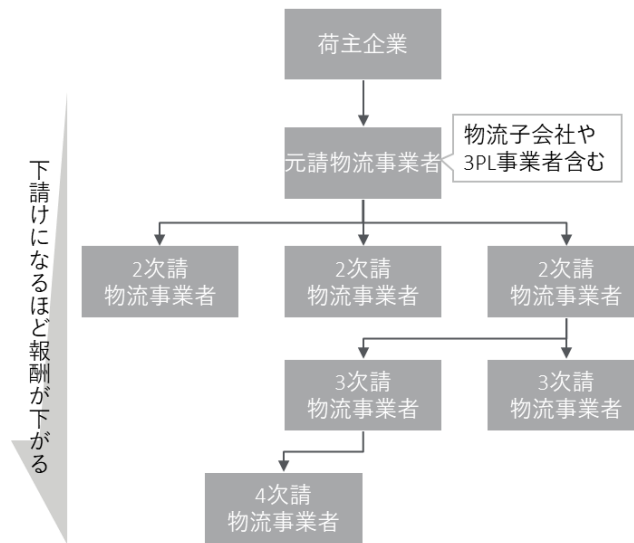 荷主企業
元請物流事業者
物流子会社や
3PL事業者含む
下請けになるほど報酬が下がる
2次請
物流事業者
2次請
物流事業者
2次請
物流事業者
3次請
物流事業者
3次請
物流事業者
4次請
物流事業者